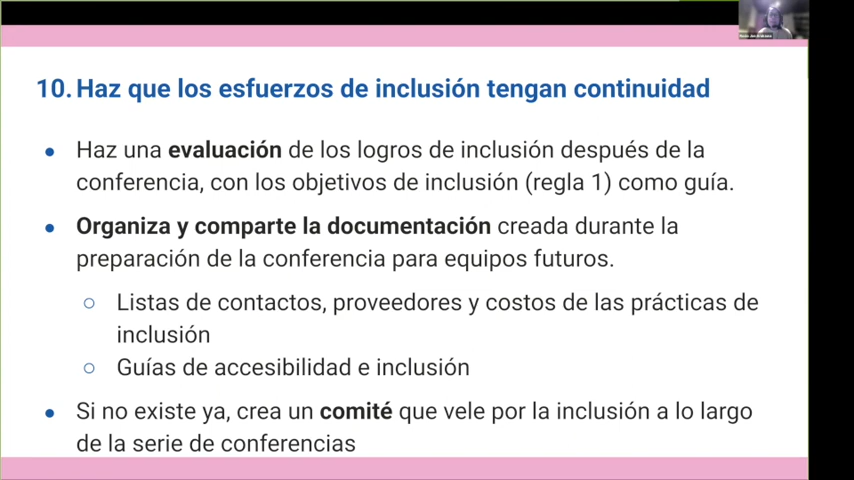 10. Haz que los esfuerzos de inclusión tengan continuidad
● Haz una evaluación de los logros de inclusión después de la
conferencia, con los objetivos de inclusión (regla 1) como guía.
● Organiza y comparte la documentación creada durante la
preparación de la conferencia para equipos futuros.
○ Listas de contactos, proveedores y costos de las prácticas de
inclusión
○ Guías de accesibilidad e inclusión
● Si no existe ya, crea un comité que vele por la inclusión a lo largo
de la serie de conferencias